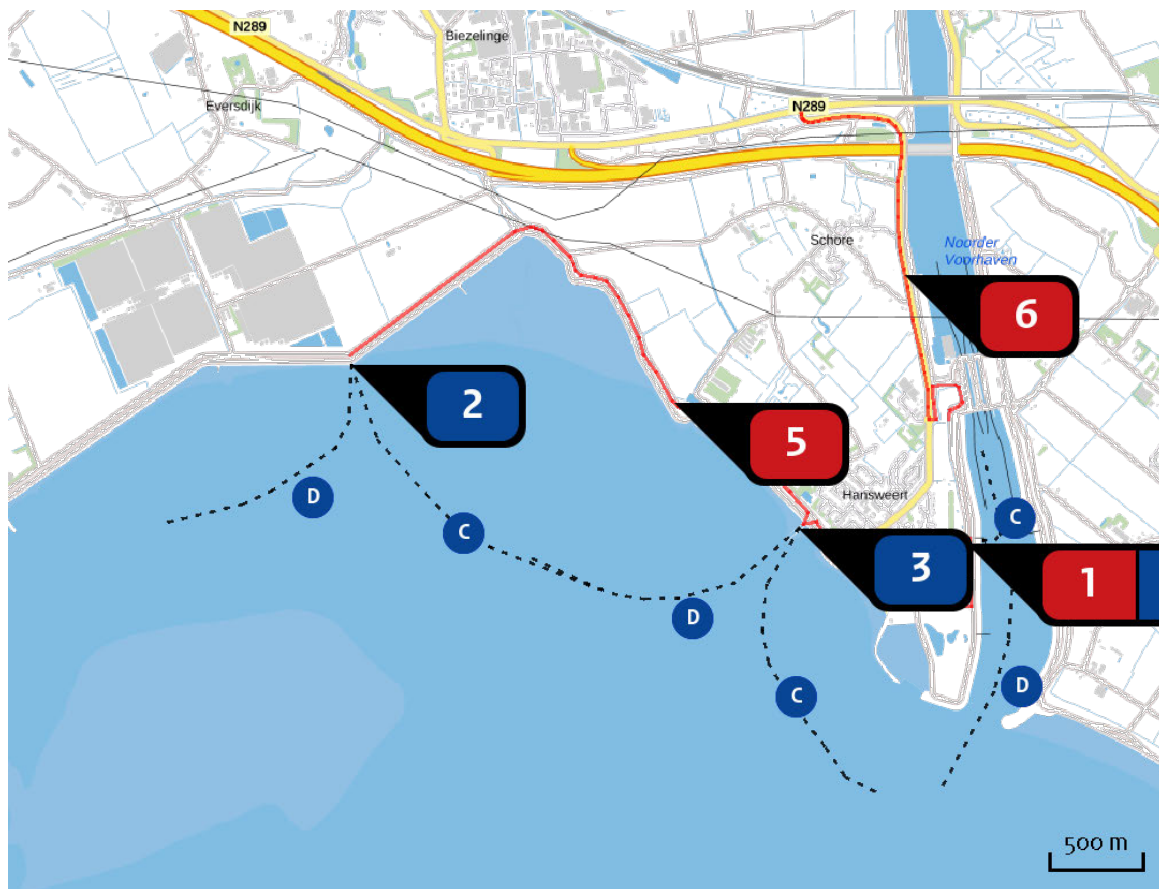 N289
Biezelinge
Eversdijk
N289
Schore
Noorder
Voorhaven
6
2
5
D
Hansweert
C
C
3
1
D
C
D
500 m